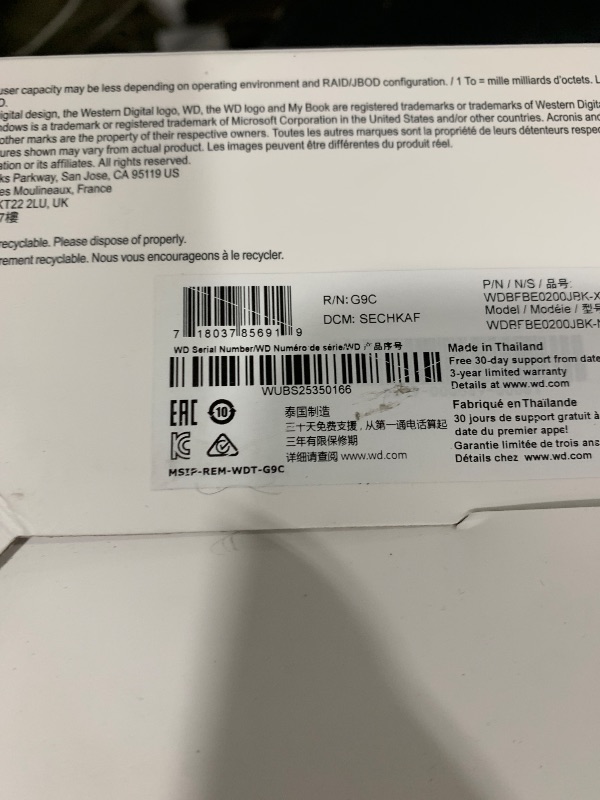 user capacity may be less depending on operating environment and RAID/JBOD configuration. / 1 To = mille milliards d'octets. L
D.
igital design, the Western Digital logo, WD, the WD logo and My Book are registered trademarks or trademarks of Western Digita
ndows is a trademark or registered trademark of Microsoft Corporation in the United States and/or other countries. Acronis and
other marks are the property of their respective owners. Toutes les autres marques sont la propriété de leurs détenteurs respec
ures shown may vary from actual product. Les images peuvent être différentes du produit réel.
ation or its affiliates. All rights reserved.
ks Parkway, San Jose, CA 95119 US
es Moulineaux, France
KT22 2LU, UK
7樓
recyclable. Please dispose of properly.
rement recyclable. Nous vous encourageons à le recycler.
R/N: G9C
DCM: SECHKAF
P/N / N/S / 品号
WDBFBE0200JBK-X
Model / Modéle / 型号
WDBFBE0200JBK-N
7 18037 85691 9
WD Serial Number/WD Numéro de série/WD 产品序号
WUBS25350166
Made in Thailand
Free 30-day support from date
3-year limited warranty
Details at www.wd.com
EAC 10
泰国制造
三十天免费支援，从第一通电话算起
三年有限保修期
详细请查阅 www.wd.com
MSIP-REM-WDT-G9C
Fabriqué en Thaïlande
30 jours de support gratuit à
date du premier appel
Garantie limitée de trois ans
Détails chez www.wd.com